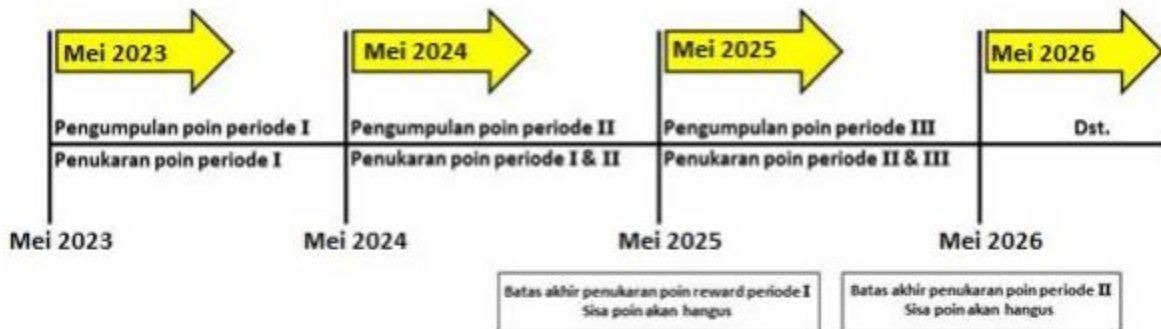 Mei 2023
Mei 2024
Mei 2025
Mei 2026
Pengumpulan poin periode I
Pengumpulan poin periode II
Pengumpulan poin periode III
Dst.
Penukaran poin periode I
Penukaran poin periode I & II
Penukaran poin periode II & III
Mei 2023
Mei 2024
Mei 2025
Mei 2026
Batas akhir penukaran poin reward periode I
Sisa poin akan hangus
Batas akhir penukaran poin periode II
Sisa poin akan hangus